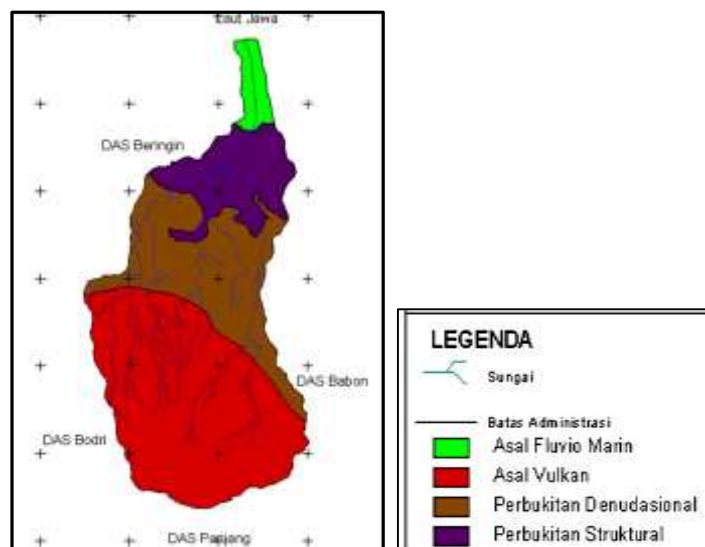 Laut Jawa
DAS Beringin
DAS Babon
DAS Bodri
DAS Panjang
LEGENDA
Sungai
Batas Administrasi
Asal Fluvio Marin
Asal Vulkan
Perbukitan Denudasional
Perbukitan Struktural